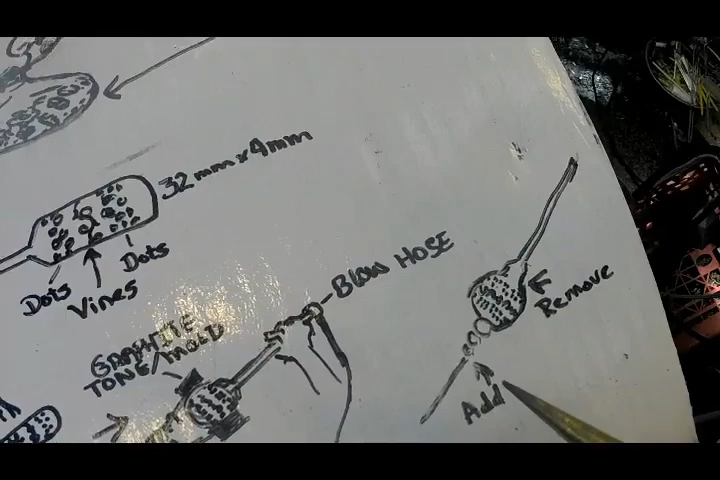 32mm x 4mm
Dots
Vines
Dots
BLOW HOSE
GRAPHITE
TONG/MOLD
Remove
Add